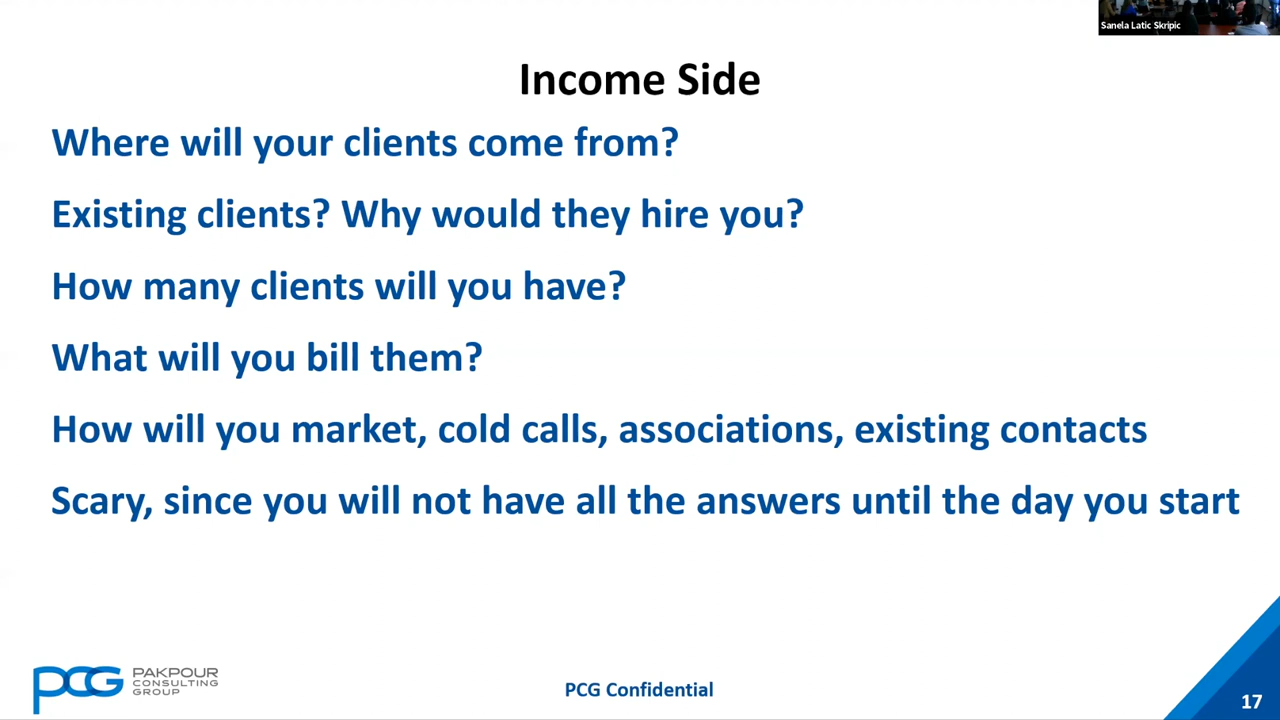 Sanela Latic Skripic
Income Side
Where will your clients come from?
Existing clients? Why would they hire you?
How many clients will you have?
What will you bill them?
How will you market, cold calls, associations, existing contacts
Scary, since you will not have all the answers until the day you start
PCG
PAKPOUR
CONSULTING
GROUP
PCG Confidential
17